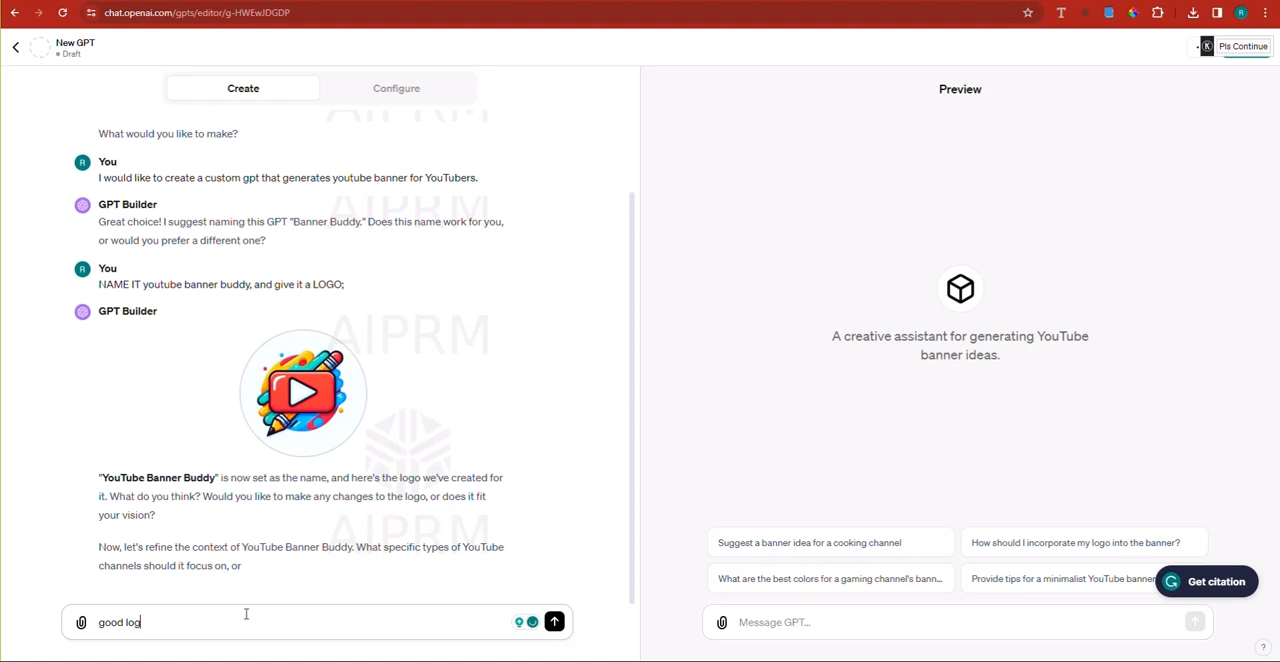 chat.openai.com/gpts/editor/g-HWEwJDGDP
T
R
New GPT
Draft
K Pls Continue
Create
Configure
Preview
AIPRM
What would you like to make?
R You
I would like to create a custom gpt that generates youtube banner for YouTubers.
GPT Builder
AIPRM
Great choice! I suggest naming this GPT "Banner Buddy." Does this name work for you,
or would you prefer a different one?
R You
NAME IT youtube banner buddy, and give it a LOGO;
GPT Builder
AIPRM
"YouTube Banner Buddy" is now set as the name, and here's the logo we've created for
it. What do you think? Would you like to make any changes to the logo, or does it fit
your vision?
AIPRM
Now, let's refine the context of YouTube Banner Buddy. What specific types of YouTube
channels should it focus on, or
good log
A creative assistant for generating YouTube
banner ideas.
Suggest a banner idea for a cooking channel
How should I incorporate my logo into the banner?
What are the best colors for a gaming channel's bann...
Provide tips for a minimalist YouTube banner
G Get citation
Message GPT...
?